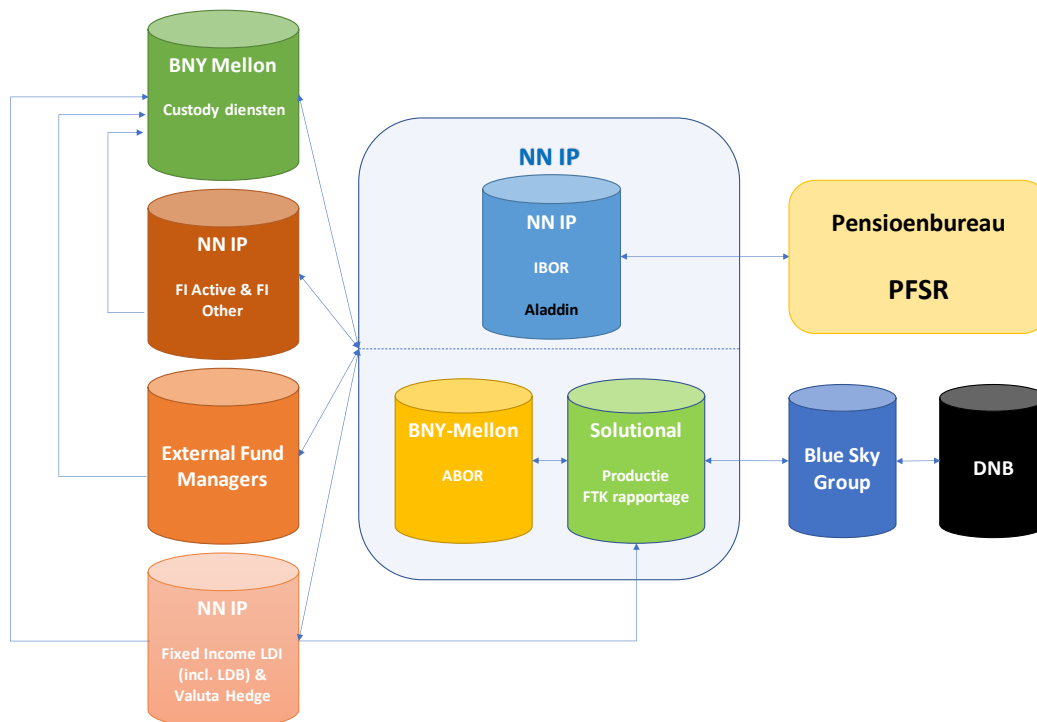 BNY Mellon
Custody diensten
NN IP
FI Active & FI
Other
External Fund
Managers
NN IP
Fixed Income LDI
(incl. LDB) &
Valuta Hedge
NN IP
NN IP
IBOR
Aladdin
BNY-Mellon
ABOR
Solutional
Productie
FTK rapportage
Pensioenbureau
PFSR
Blue Sky
Group
DNB